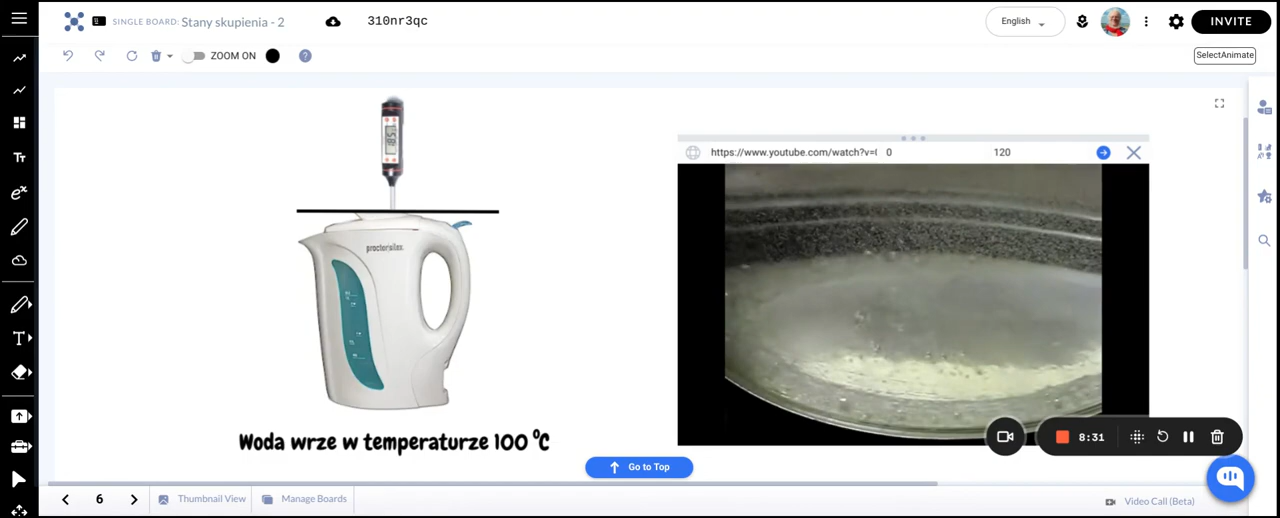 SINGLE BOARD: Stany skupienia - 2
310nr3qc
English
INVITE
ZOOM ON
SelectAnimate
https://www.youtube.com/watch?v=( 0 120
proctorsilex
Woda wrze w temperaturze 100 °C
8:31
Go to Top
6
Thumbnail View
Manage Boards
Video Call (Beta)